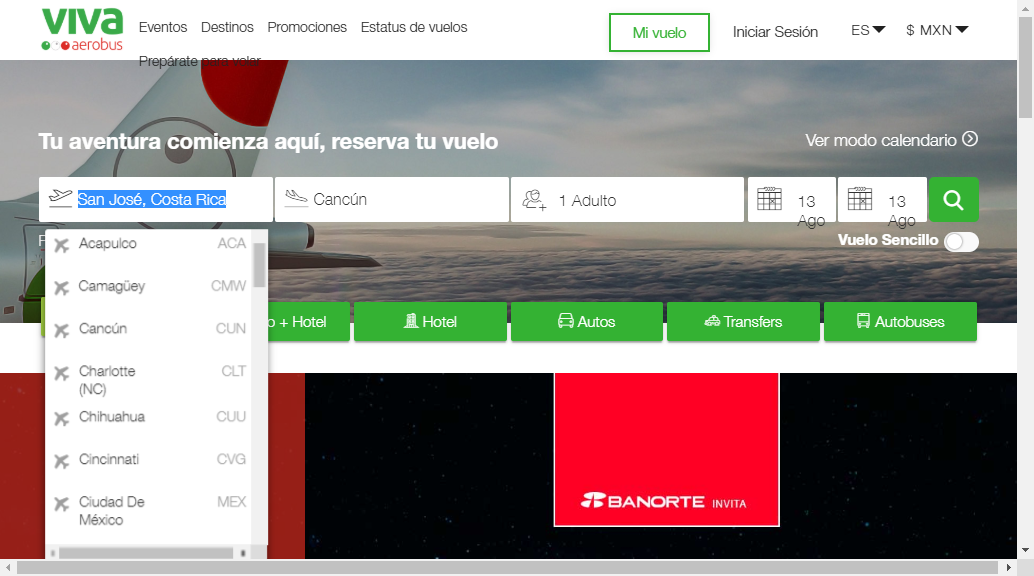 viva
aerobus
Eventos Destinos Promociones Estatus de vuelos
Prepárate para volar
Mi vuelo
Iniciar Sesión
ES
$ MXN
Tu aventura comienza aquí, reserva tu vuelo
Ver modo calendario
San José, Costa Rica
Cancún
1 Adulto
13
Ago
13
Ago
Vuelo Sencillo
Acapulco ACA
Camagüey CMW
Cancún CUN
Charlotte CLT
(NC)
Chihuahua CUU
Cincinnati CVG
Ciudad De MEX
México
o + Hotel
Hotel
Autos
Transfers
Autobuses
BANORTE INVITA